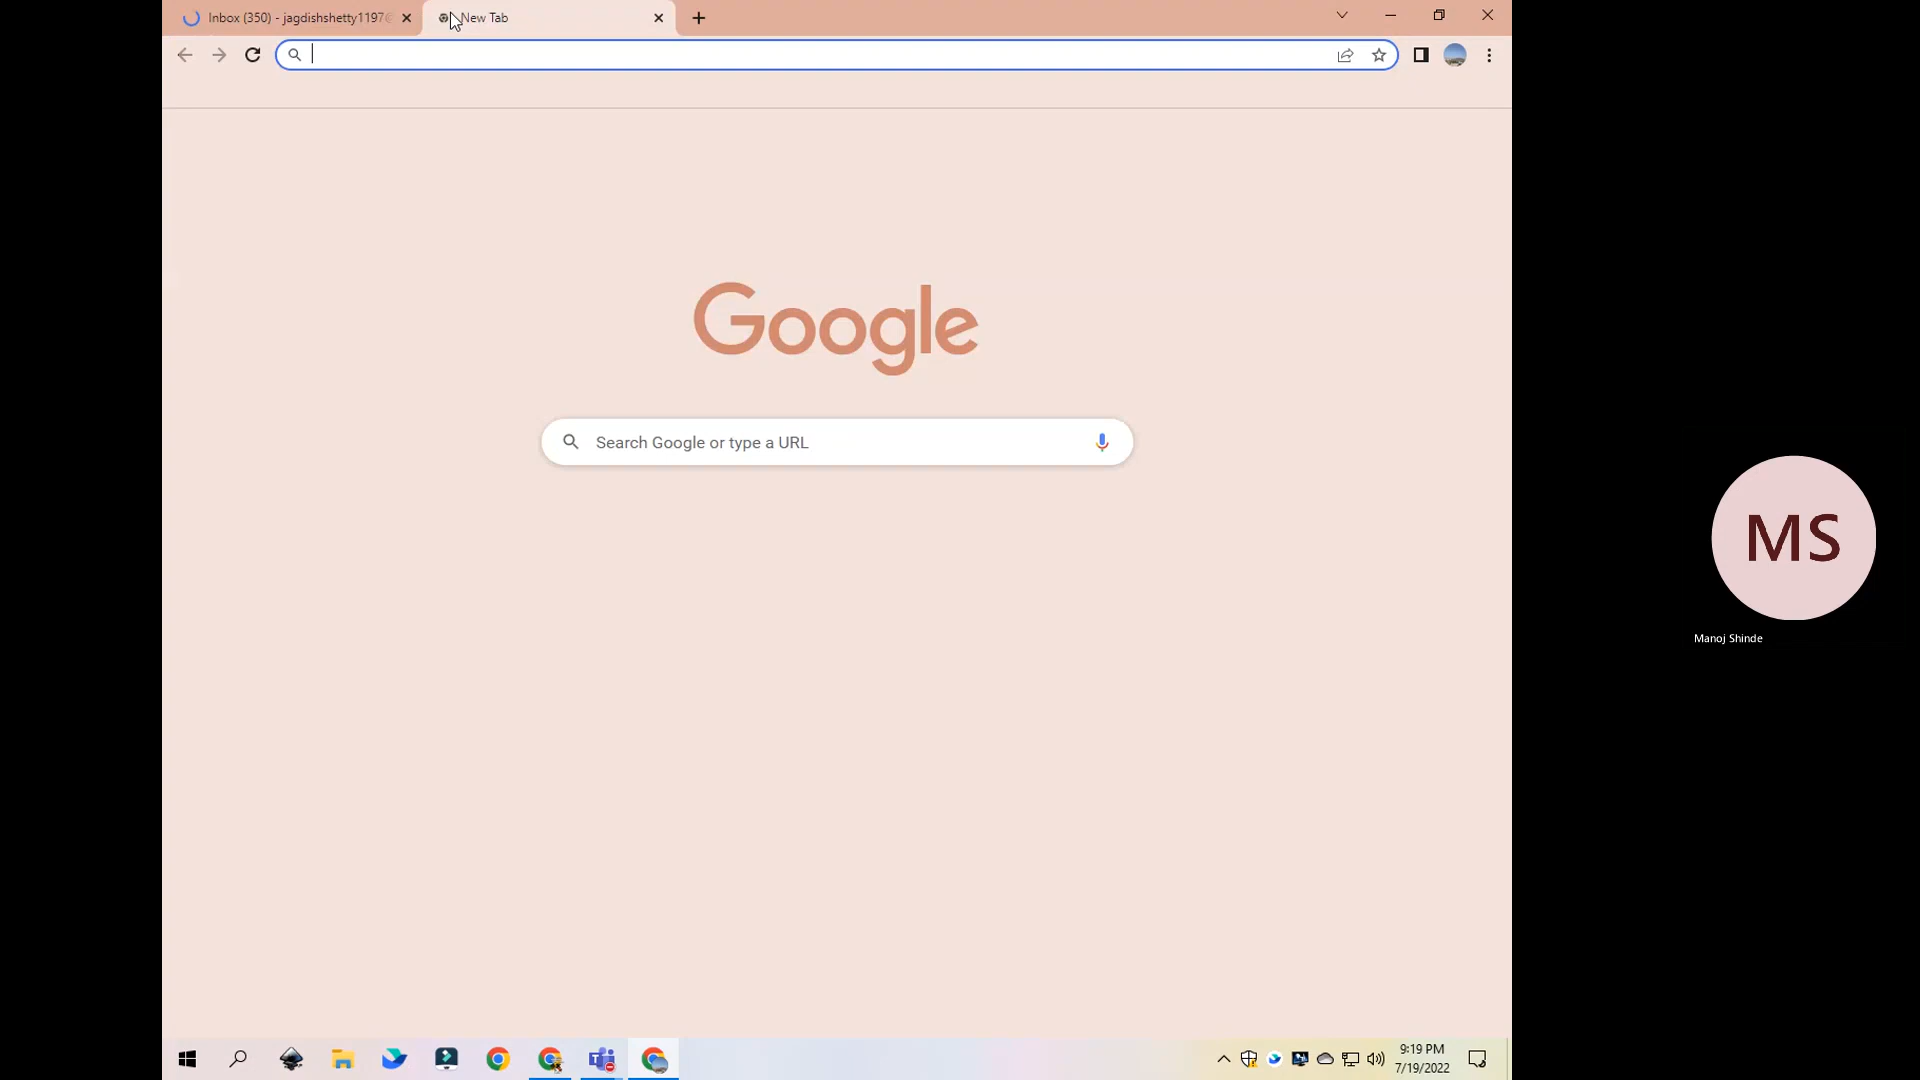 Inbox (350) - jagdishshetty1197@
New Tab
Google
Search Google or type a URL
MS
Manoj Shinde
9:19 PM
7/19/2022